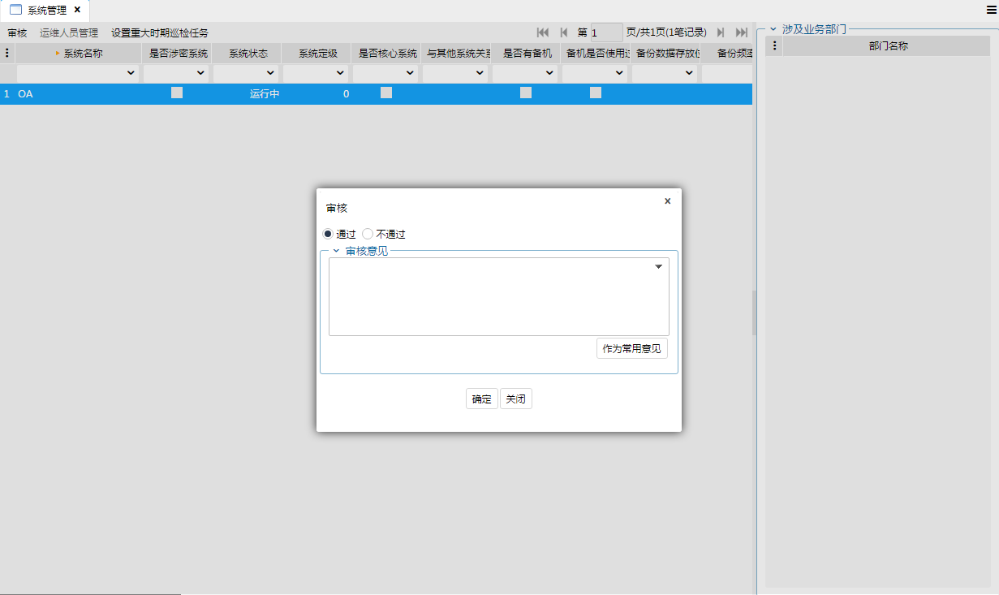 系统管理 x
审核 运维人员管理 设置重大时期巡检任务
第 1 页/共1页(1笔记录)
系统名称 是否涉密系统 系统状态 系统定级 是否核心系统 与其他系统关系 是否有备机 备机是否使用过 备份数据存放位 备份频率
1 OA 运行中 0
涉及业务部门
部门名称
审核 x
通过 不通过
审核意见
作为常用意见
确定 关闭